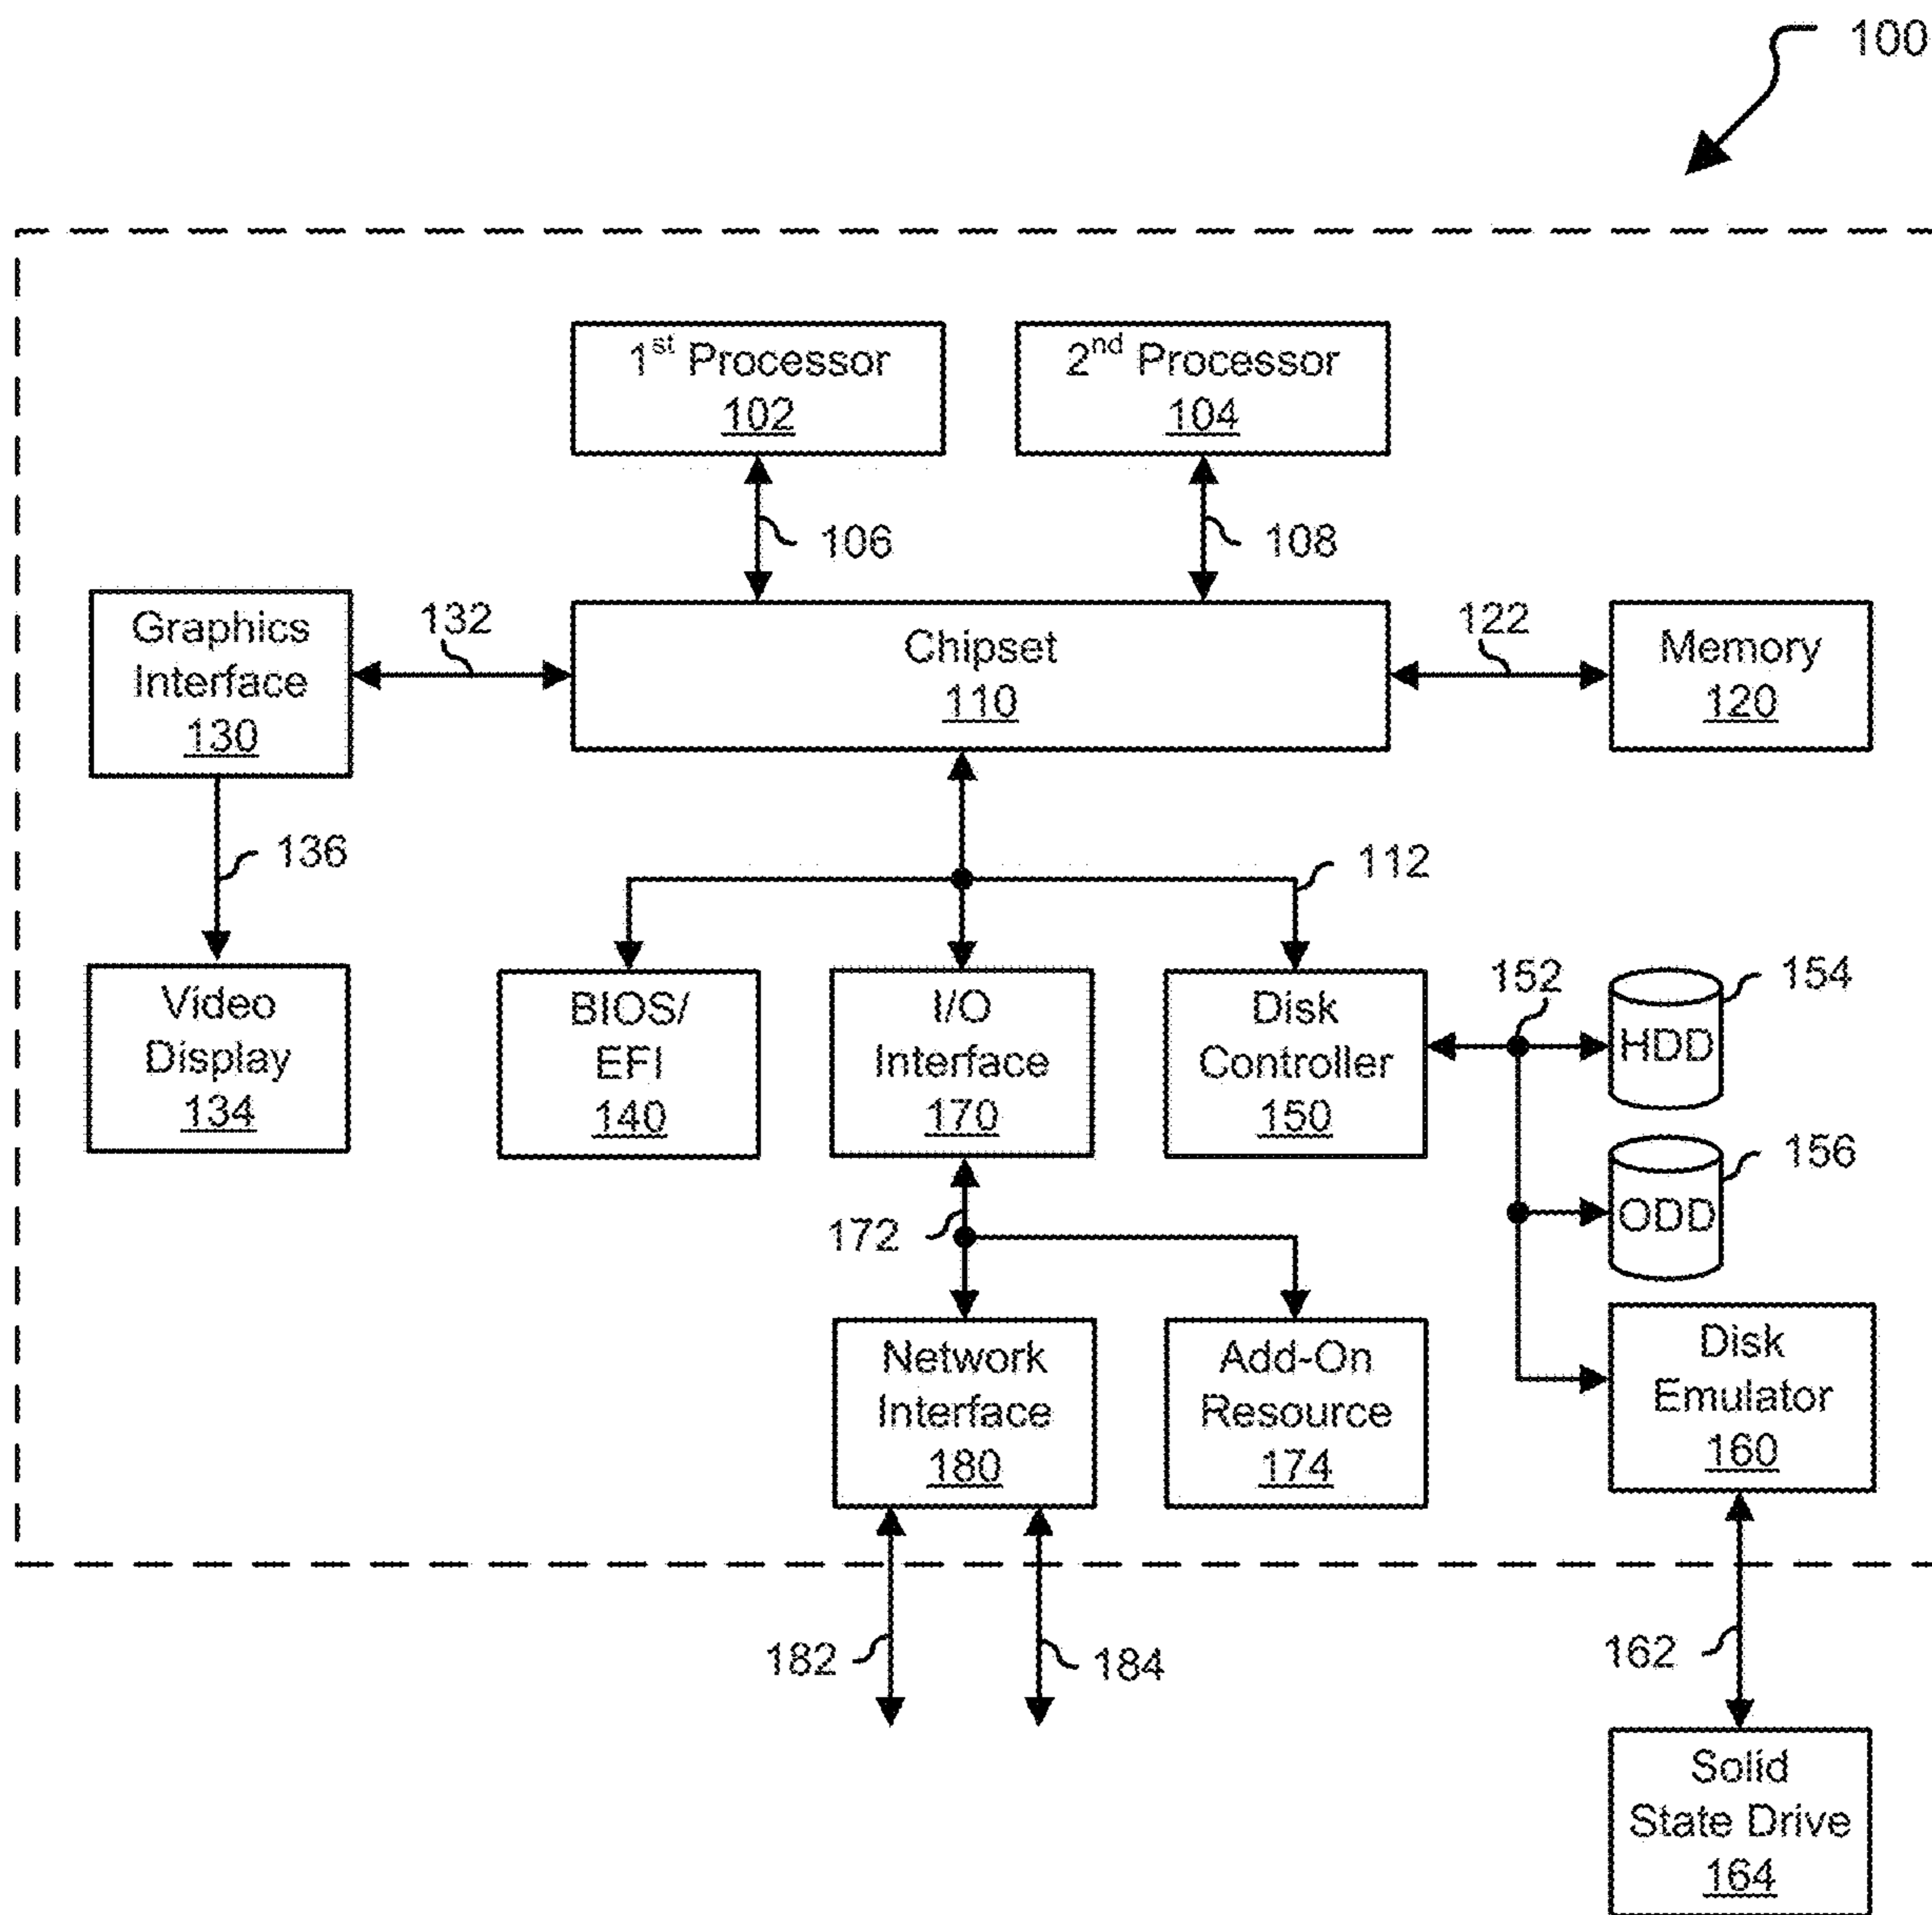 100
1st Processor
102
2nd Processor
104
106
108
Graphics
Interface
130
132
Chipset
110
122
Memory
120
136
112
Video
Display
134
BIOS/
EFI
140
I/O
Interface
170
Disk
Controller
150
152
HDD
154
ODD
156
172
Network
Interface
180
Add-On
Resource
174
Disk
Emulator
160
182
184
162
Solid
State Drive
164